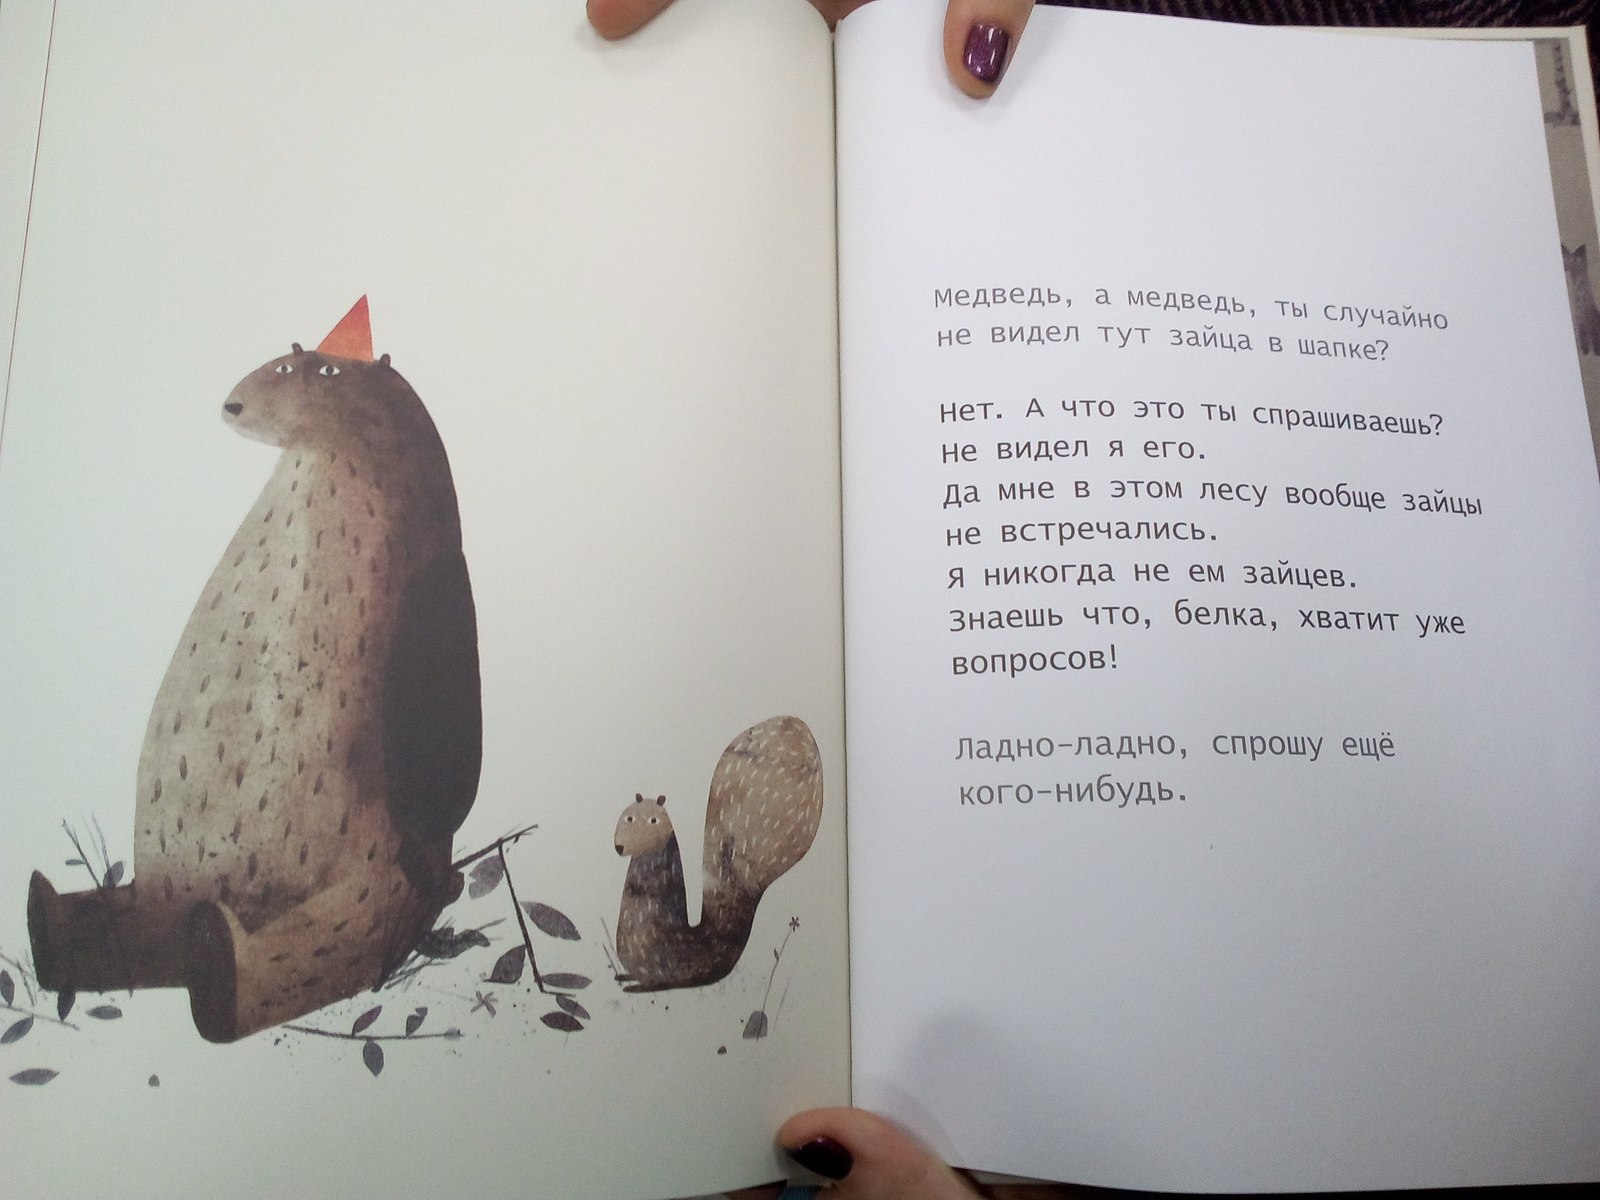 медведь, а медведь, ты случайно
не видел тут зайца в шапке?
нет. А что это ты спрашиваешь?
не видел я его.
да мне в этом лесу вообще зайцы
не встречались.
я никогда не ем зайцев.
знаешь что, белка, хватит уже
вопросов!
ладно-ладно, спрошу ещё
кого-нибудь.